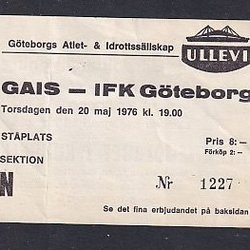 Göteborgs Atlet- & Idrottssällskap
ULLEVI
GAIS — IFK Göteborg
Torsdagen den 20 maj 1976 kl. 19.00
STÅPLATS
Pris 8: —
Förköp 2: —
SEKTION
N
Nr 1227
Se det fina erbjudandet på baksidan